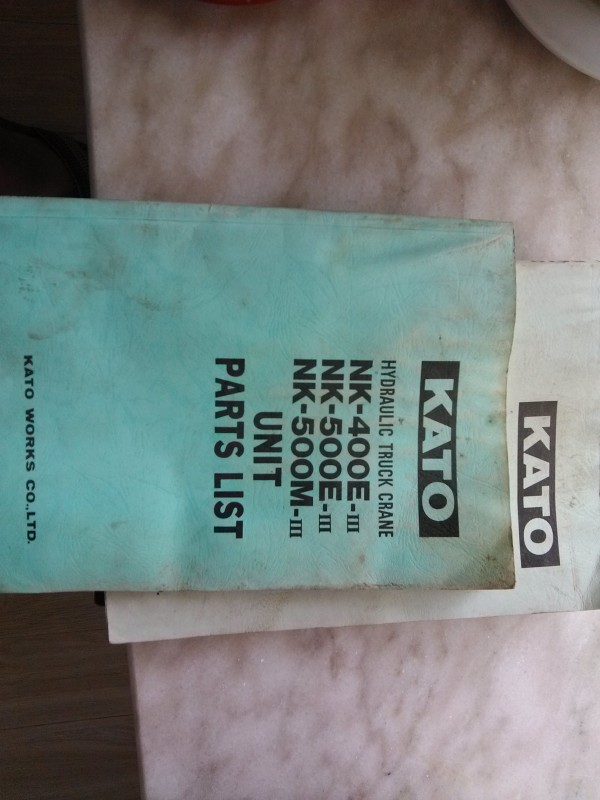 KATO
HYDRAULIC TRUCK CRANE
NK-400E-III
NK-500E-III
NK-500M-III
UNIT
PARTS LIST
KATO WORKS CO.,LTD.
KATO